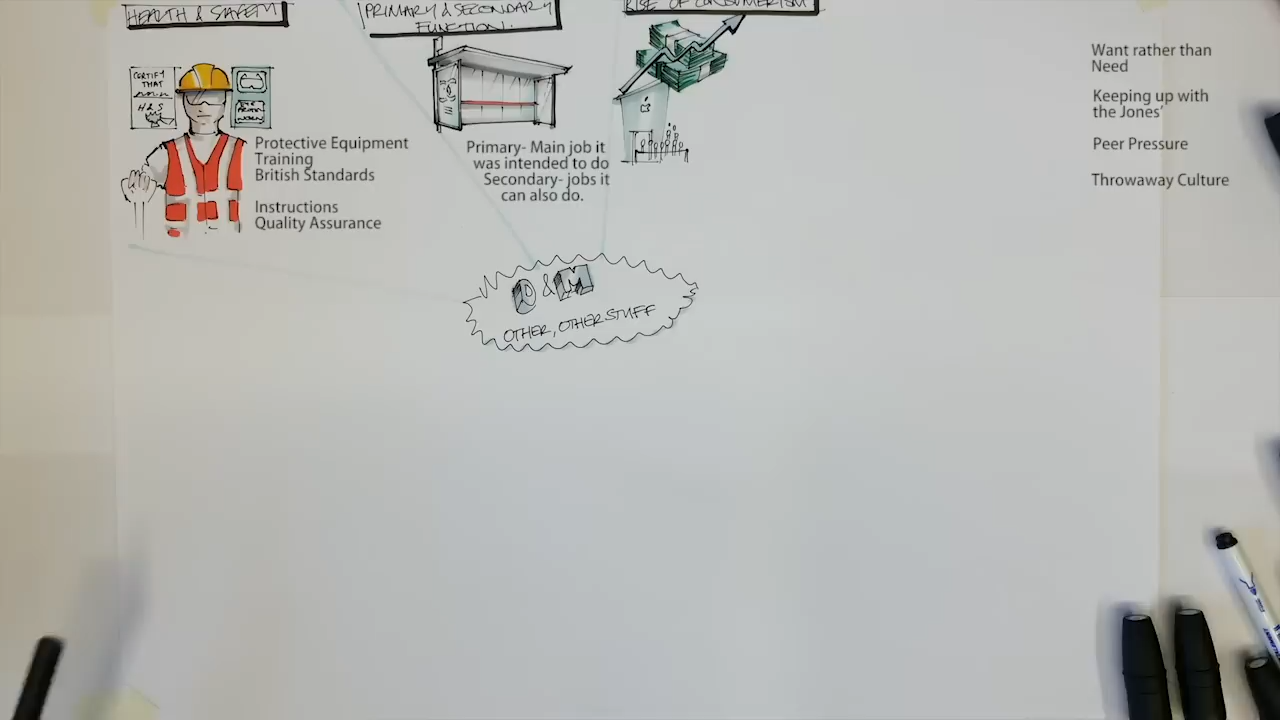 HEALTH & SAFETY
PRIMARY & SECONDARY
FUNCTION.
RISE OF CONSUMERISM
CERTIFY
THAT
H&S
Protective Equipment
Training
British Standards
Instructions
Quality Assurance
Primary- Main job it
was intended to do
Secondary- jobs it
can also do.
Want rather than
Need
Keeping up with
the Jones'
Peer Pressure
Throwaway Culture
D & M
OTHER, OTHER STUFF